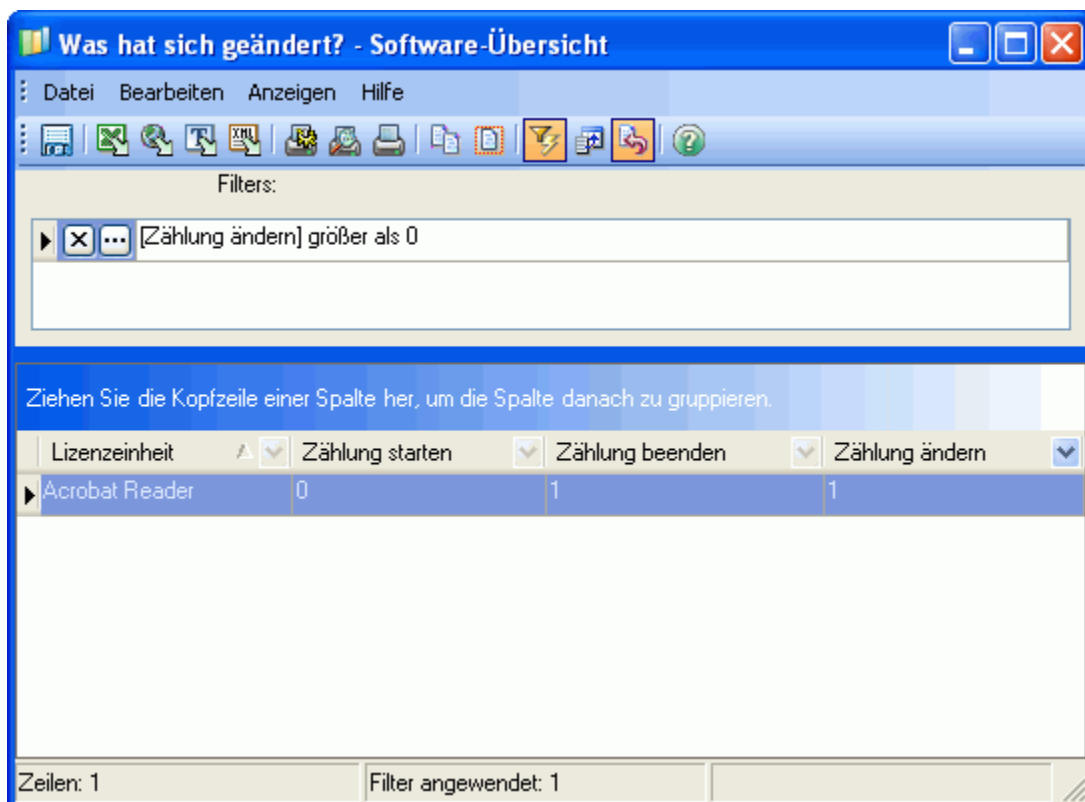 Was hat sich geändert? - Software-Übersicht
Datei Bearbeiten Anzeigen Hilfe
Filters:
[Zählung ändern] größer als 0
Ziehen Sie die Kopfzeile einer Spalte her, um die Spalte danach zu gruppieren.
Lizenzeinheit Zählung starten Zählung beenden Zählung ändern
Acrobat Reader 0 1 1
Zeilen: 1 Filter angewendet: 1